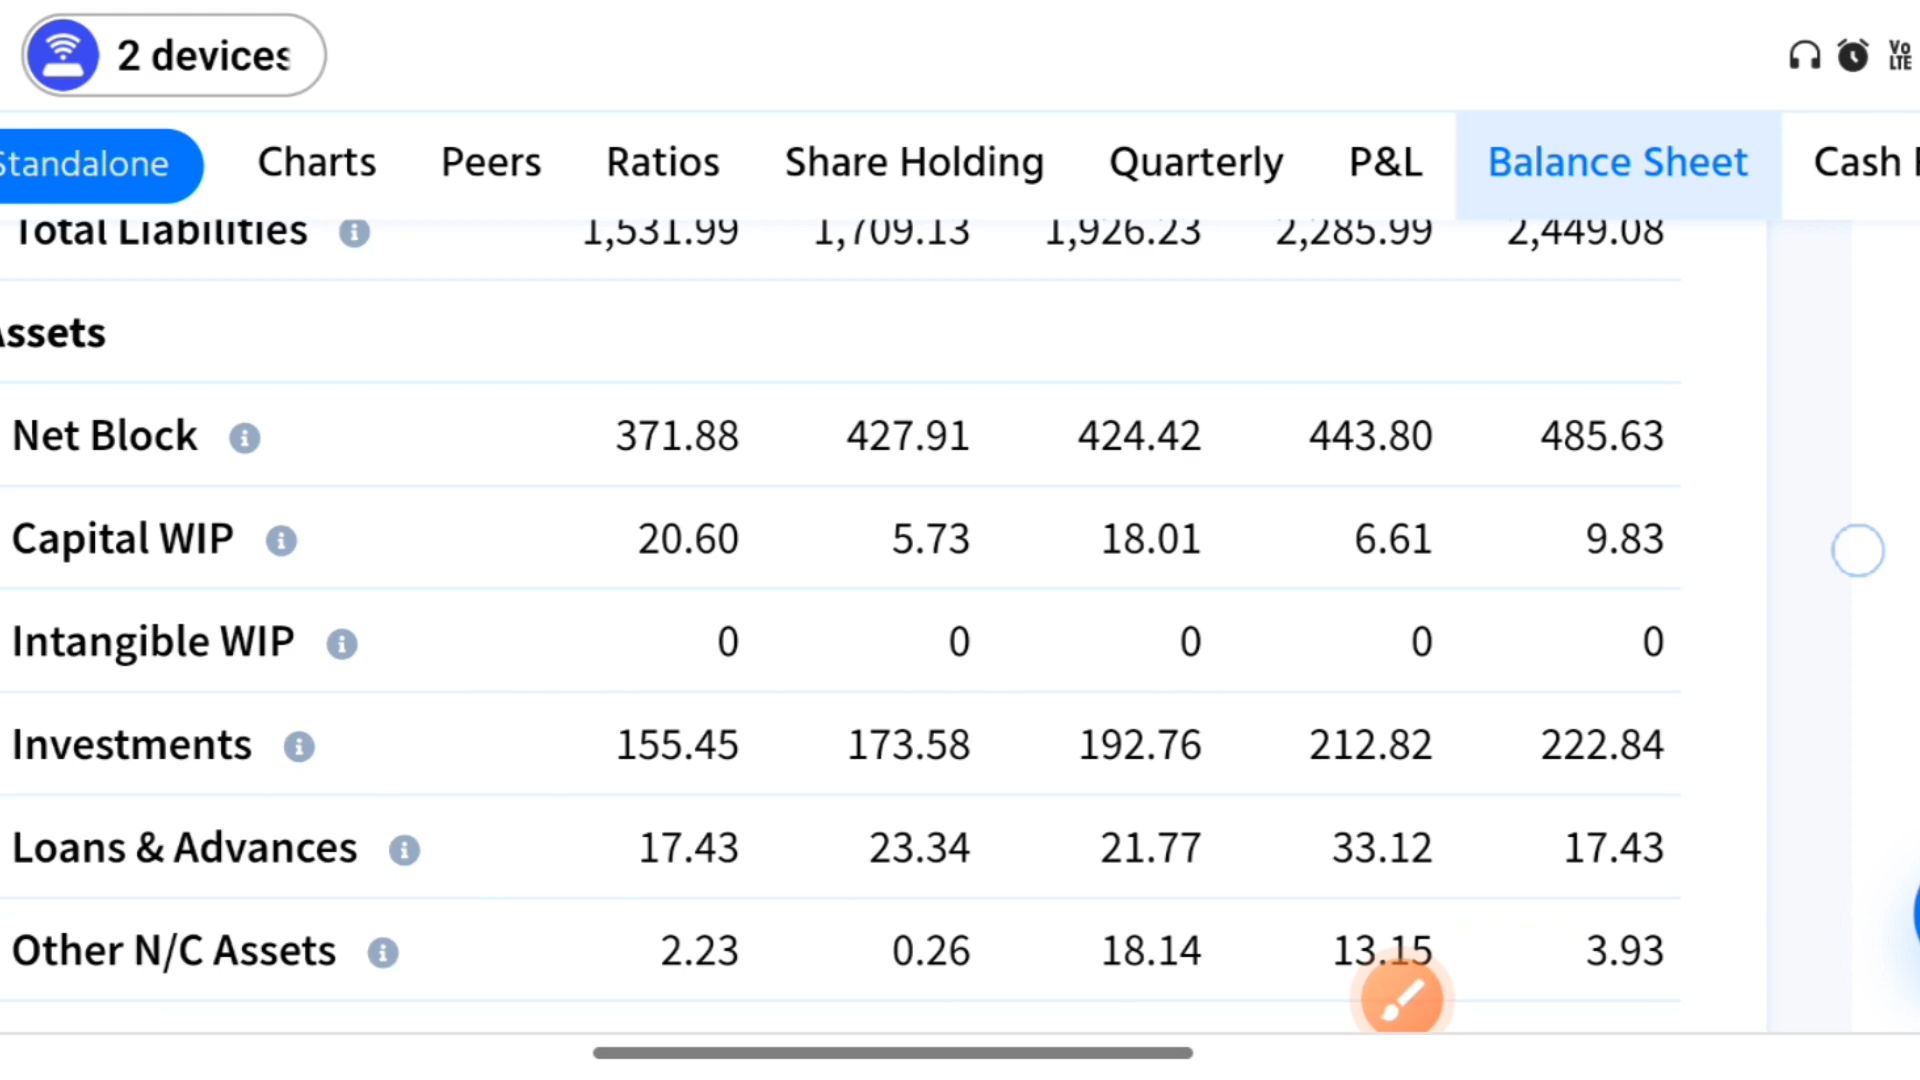 2 devices
Vo LTE
Standalone Charts Peers Ratios Share Holding Quarterly P&L Balance Sheet Cash
Total Liabilities 1,531.99 1,709.13 1,926.23 2,285.99 2,449.08
Assets
Net Block 371.88 427.91 424.42 443.80 485.63
Capital WIP 20.60 5.73 18.01 6.61 9.83
Intangible WIP 0 0 0 0 0
Investments 155.45 173.58 192.76 212.82 222.84
Loans & Advances 17.43 23.34 21.77 33.12 17.43
Other N/C Assets 2.23 0.26 18.14 13.15 3.93